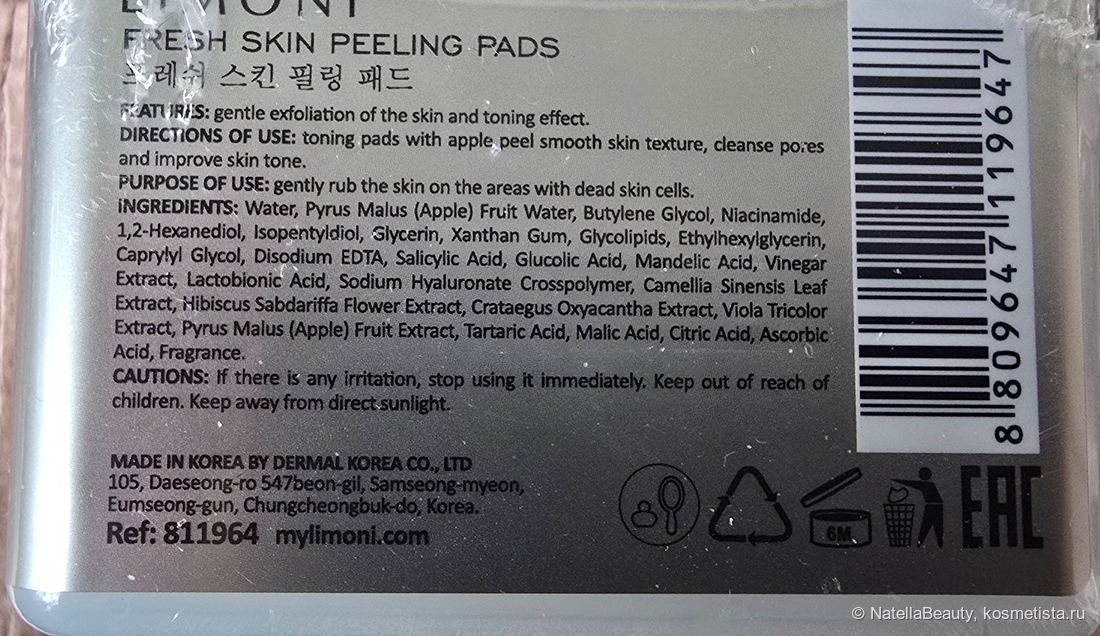 LIMONI
FRESH SKIN PEELING PADS
프레쉬 스킨 필링 패드
FEATURES: gentle exfoliation of the skin and toning effect.
DIRECTIONS OF USE: toning pads with apple peel smooth skin texture, cleanse pores
and improve skin tone.
PURPOSE OF USE: gently rub the skin on the areas with dead skin cells.
INGREDIENTS: Water, Pyrus Malus (Apple) Fruit Water, Butylene Glycol, Niacinamide,
1,2-Hexanediol, Isopentyldiol, Glycerin, Xanthan Gum, Glycolipids, Ethylhexylglycerin,
Caprylyl Glycol, Disodium EDTA, Salicylic Acid, Glucolic Acid, Mandelic Acid, Vinegar
Extract, Lactobionic Acid, Sodium Hyaluronate Crosspolymer, Camellia Sinensis Leaf
Extract, Hibiscus Sabdariffa Flower Extract, Crataegus Oxyacantha Extract, Viola Tricolor
Extract, Pyrus Malus (Apple) Fruit Extract, Tartaric Acid, Malic Acid, Citric Acid, Ascorbic
Acid, Fragrance.
CAUTIONS: If there is any irritation, stop using it immediately. Keep out of reach of
children. Keep away from direct sunlight.
MADE IN KOREA BY DERMAL KOREA CO., LTD
105, Daeseong-ro 547beon-gil, Samseong-myeon,
Eumseong-gun, Chungcheongbuk-do, Korea.
Ref: 811964 mylimoni.com
6M
EAC
8 809647 119647
© NatellaBeauty, kosmetista.ru